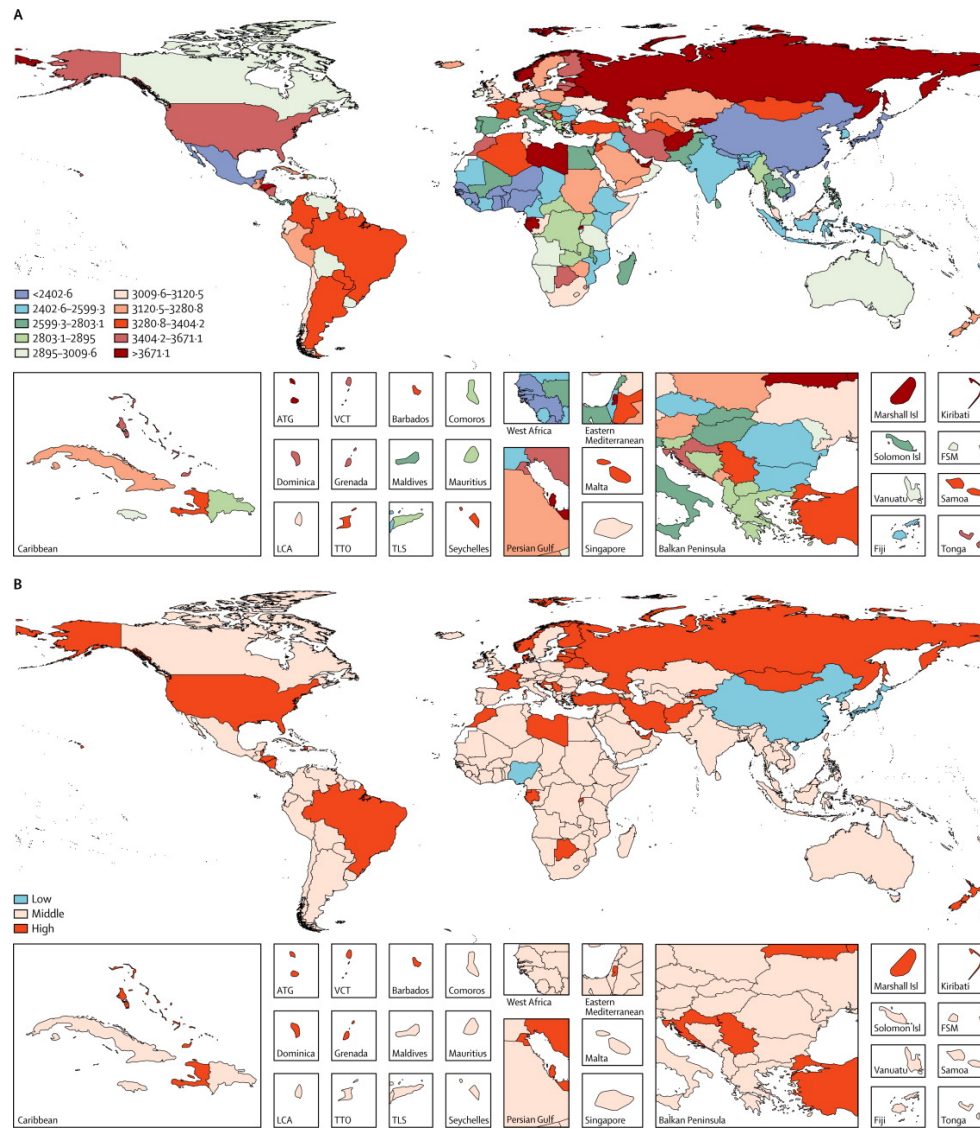 A
<2402·6
2402·6–2599·3
2599·3–2803·1
2803·1–2895
2895–3009·6
3009·6–3120·5
3120·5–3280·8
3280·8–3404·2
3404·2–3671·1
>3671·1
Caribbean
ATG
VCT
Barbados
Comoros
Dominica
Grenada
Maldives
Mauritius
LCA
TTO
TLS
Seychelles
West Africa
Eastern
Mediterranean
Persian Gulf
Malta
Singapore
Balkan Peninsula
Marshall Isl
Kiribati
Solomon Isl
FSM
Vanuatu
Samoa
Fiji
Tonga
B
Low
Middle
High
Caribbean
ATG
VCT
Barbados
Comoros
Dominica
Grenada
Maldives
Mauritius
LCA
TTO
TLS
Seychelles
West Africa
Eastern
Mediterranean
Persian Gulf
Malta
Singapore
Balkan Peninsula
Marshall Isl
Kiribati
Solomon Isl
FSM
Vanuatu
Samoa
Fiji
Tonga